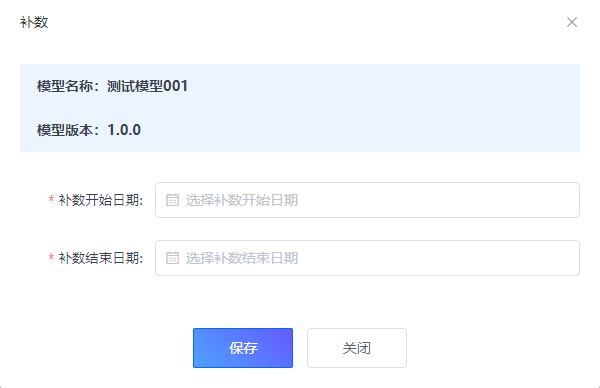 补数
模型名称：测试模型001
模型版本：1.0.0
* 补数开始日期:
选择补数开始日期
* 补数结束日期:
选择补数结束日期
保存
关闭